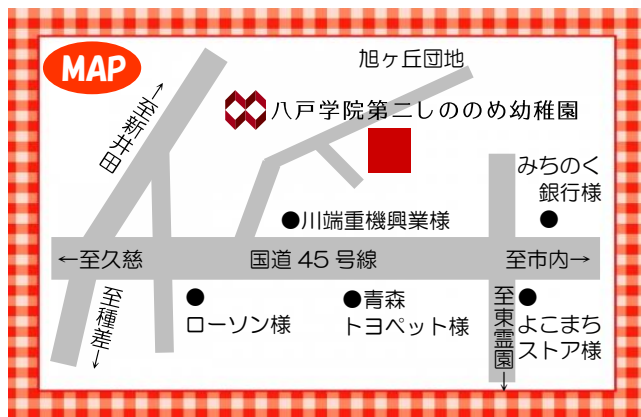 MAP
旭ヶ丘団地
八戸学院第二しののめ幼稚園
←至新井田
みちのく
銀行様
●川端重機興業様
←至久慈
国道45号線
至市内→
至種差→
ローソン様
●青森
トヨペット様
至東霊園→
よこまち
ストア様